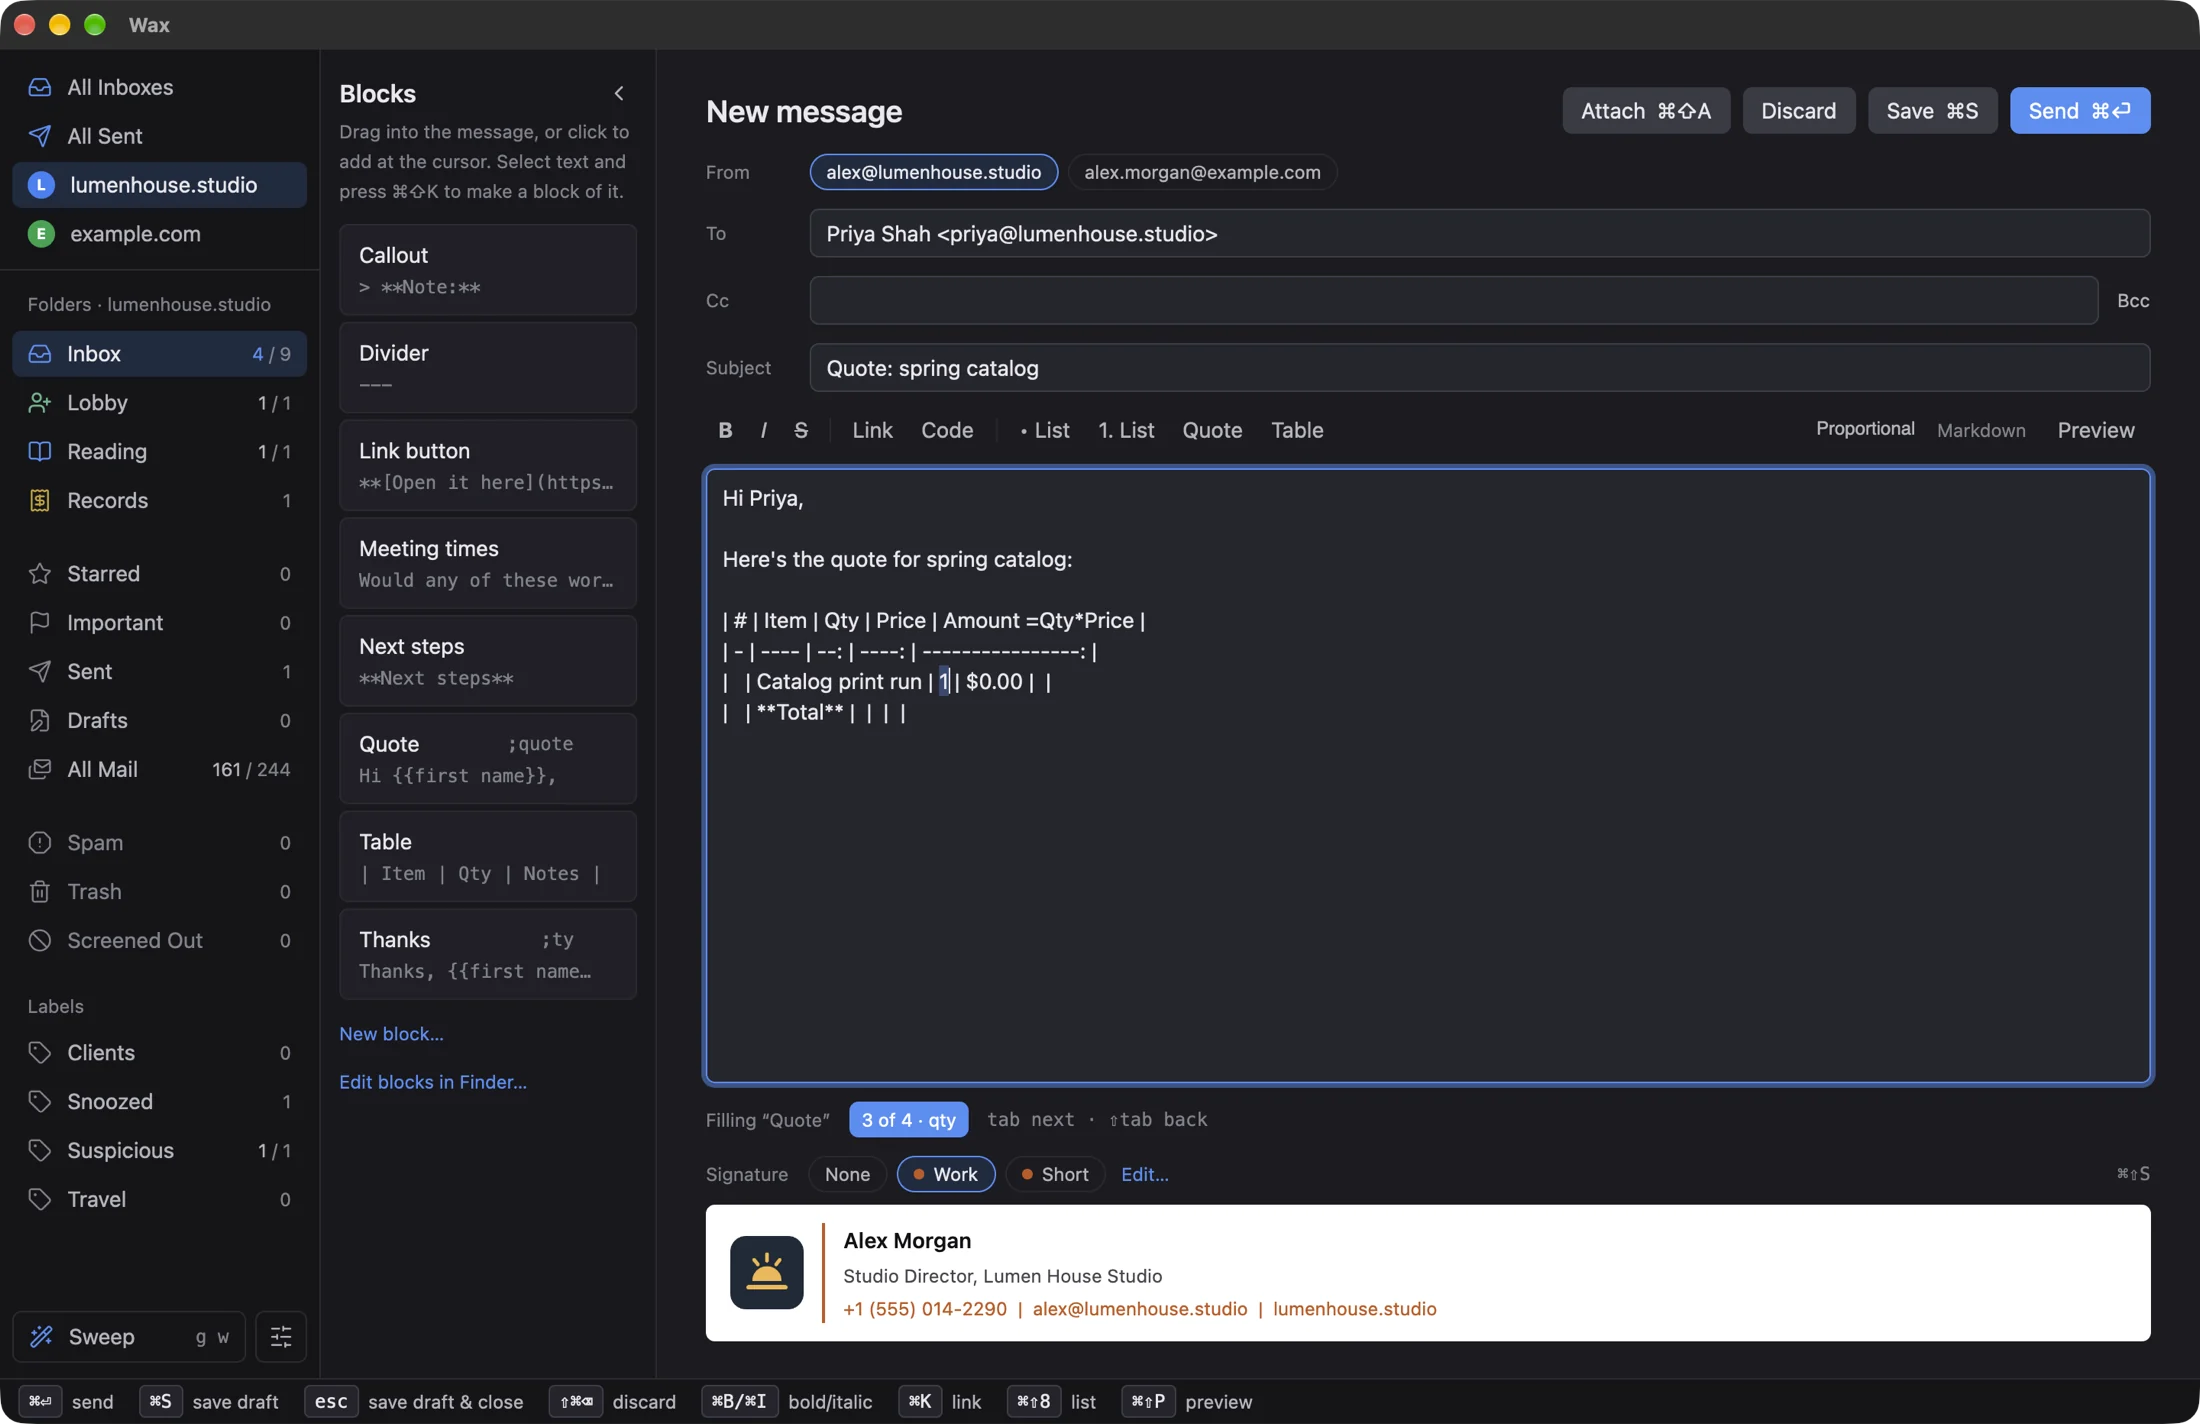 Wax
All Inboxes
All Sent
L lumenhouse.studio
E example.com
Folders · lumenhouse.studio
Inbox 4 / 9
Lobby 1 / 1
Reading 1 / 1
Records 1
Starred 0
Important 0
Sent 1
Drafts 0
All Mail 161 / 244
Spam 0
Trash 0
Screened Out 0
Labels
Clients 0
Snoozed 1
Suspicious 1 / 1
Travel 0
Sweep g w
Blocks
Drag into the message, or click to
add at the cursor. Select text and
press ⌘⇧K to make a block of it.
Callout
> **Note:**
Divider
---
Link button
**[Open it here](https…
Meeting times
Would any of these wor…
Next steps
**Next steps**
Quote ;quote
Hi {{first name}},
Table
| Item | Qty | Notes |
Thanks ;ty
Thanks, {{first name…
New block…
Edit blocks in Finder…
New message
Attach ⌘⇧A Discard Save ⌘S Send ⌘⏎
From alex@lumenhouse.studio alex.morgan@example.com
To Priya Shah <priya@lumenhouse.studio>
Cc Bcc
Subject Quote: spring catalog
B I S Link Code • List 1. List Quote Table Proportional Markdown Preview
Hi Priya,
Here's the quote for spring catalog:
| # | Item | Qty | Price | Amount =Qty*Price |
| - | ---- | --: | ----: | ----------------: |
| | Catalog print run | 1 | $0.00 | |
| | **Total** | | | |
Filling “Quote” 3 of 4 · qty tab next · ⇧tab back
Signature None Work Short Edit… ⌘⇧S
Alex Morgan
Studio Director, Lumen House Studio
+1 (555) 014-2290 | alex@lumenhouse.studio | lumenhouse.studio
⌘⏎ send ⌘S save draft esc save draft & close ⇧⌘⌫ discard ⌘B/⌘I bold/italic ⌘K link ⌘⇧8 list ⌘⇧P preview